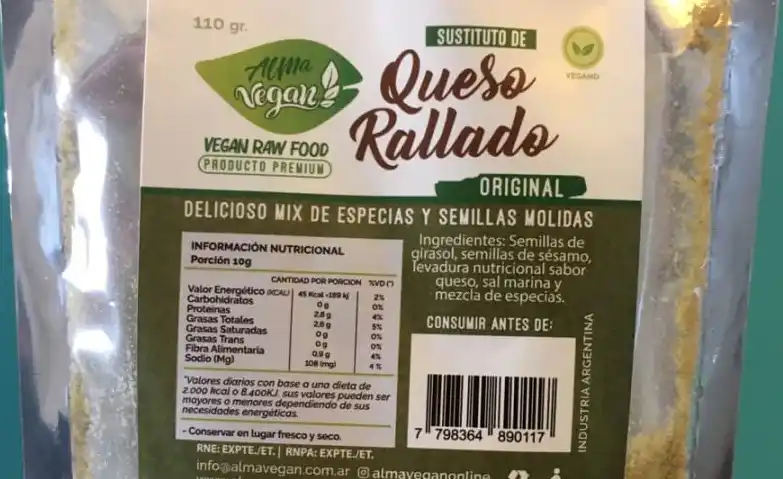 110 gr.
ALMA
Vegan
VEGAN RAW FOOD
PRODUCTO PREMIUM
SUSTITUTO DE
Queso
Rallado
VEGANO
ORIGINAL
DELICIOSO MIX DE ESPECIAS Y SEMILLAS MOLIDAS
INFORMACIÓN NUTRICIONAL
Porción 10g
CANTIDAD POR PORCION %VD (*)
Valor Energético (KCAL) 45 Kcal =189 kj 2%
Carbohidratos 0g 0%
Proteinas 2,8 g 4%
Grasas Totales 2,8 g 5%
Grasas Saturadas 0g 0%
Grasas Trans 0g 0%
Fibra Alimentaria 0,9 g 4%
Sodio (Mg) 108 (mg) 4 %
*Valores diarios con base a una dieta de
2.000 kcal o 8.400KJ. sus valores pueden ser
mayores o menores dependiendo de sus
necesidades energéticas.
- Conservar en lugar fresco y seco.
RNE: EXPTE./ET. | RNPA: EXPTE./ET.
info@almavegan.com.ar almaveganonline
Ingredientes: Semillas de
girasol, semillas de sésamo,
levadura nutricional sabor
queso, sal marina y
mezcla de especias.
CONSUMIR ANTES DE:
7 798364 890117
INDUSTRIA ARGENTINA